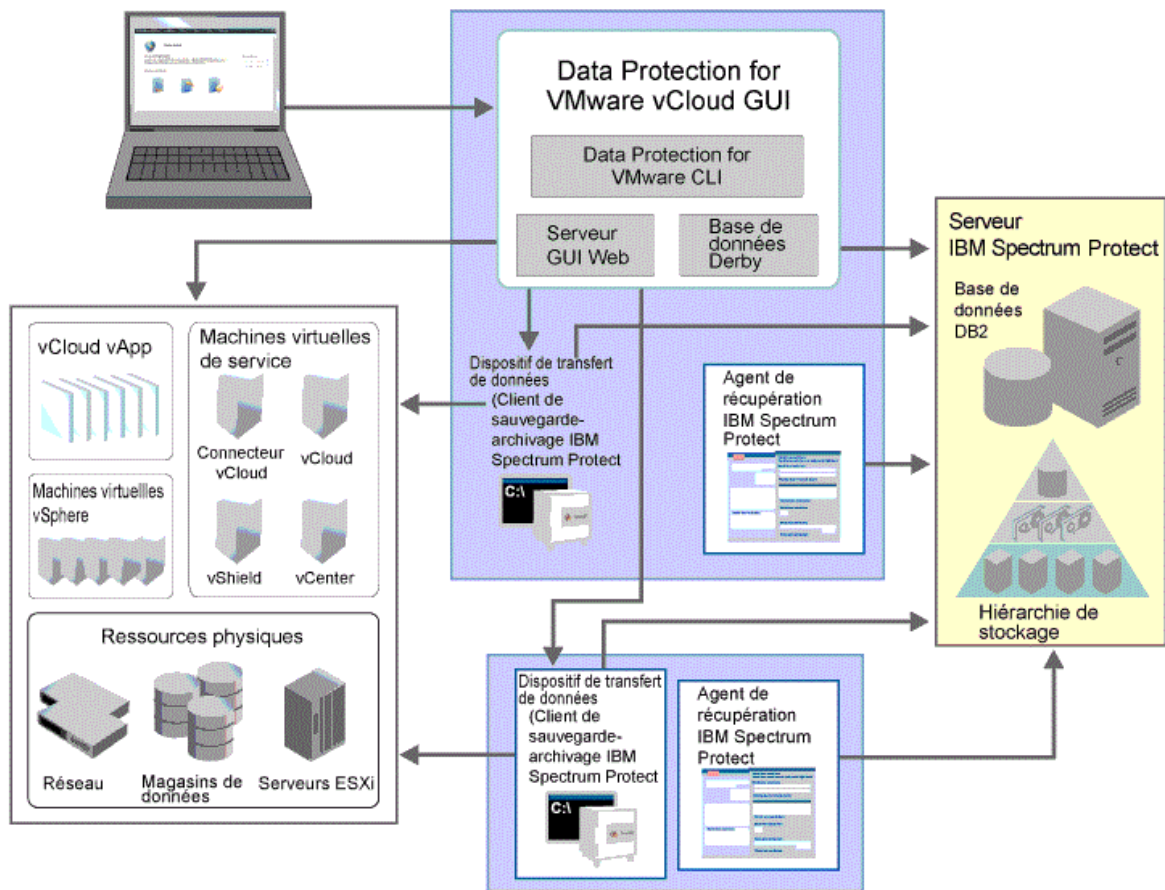 Data Protection for
VMware vCloud GUI
Data Protection for
VMware CLI
Serveur
GUI Web
Base de
données
Derby
Serveur
IBM Spectrum Protect
Base de
données
DB2
Hiérarchie de
stockage
vCloud vApp
Machines virtuelles
de service
Connecteur
vCloud
vCloud
vShield
vCenter
Machines virtuellles
vSphere
Ressources physiques
Réseau
Magasins de
données
Serveurs ESXi
Dispositif de transfert
de données
(Client de
sauvegarde-
archivage IBM
Spectrum Protect
C:\
Agent de
récupération
IBM Spectrum
Protect
Dispositif de transfert
de données
(Client de
sauvegarde-
archivage IBM
Spectrum Protect
C:\
Agent de
récupération
IBM Spectrum
Protect